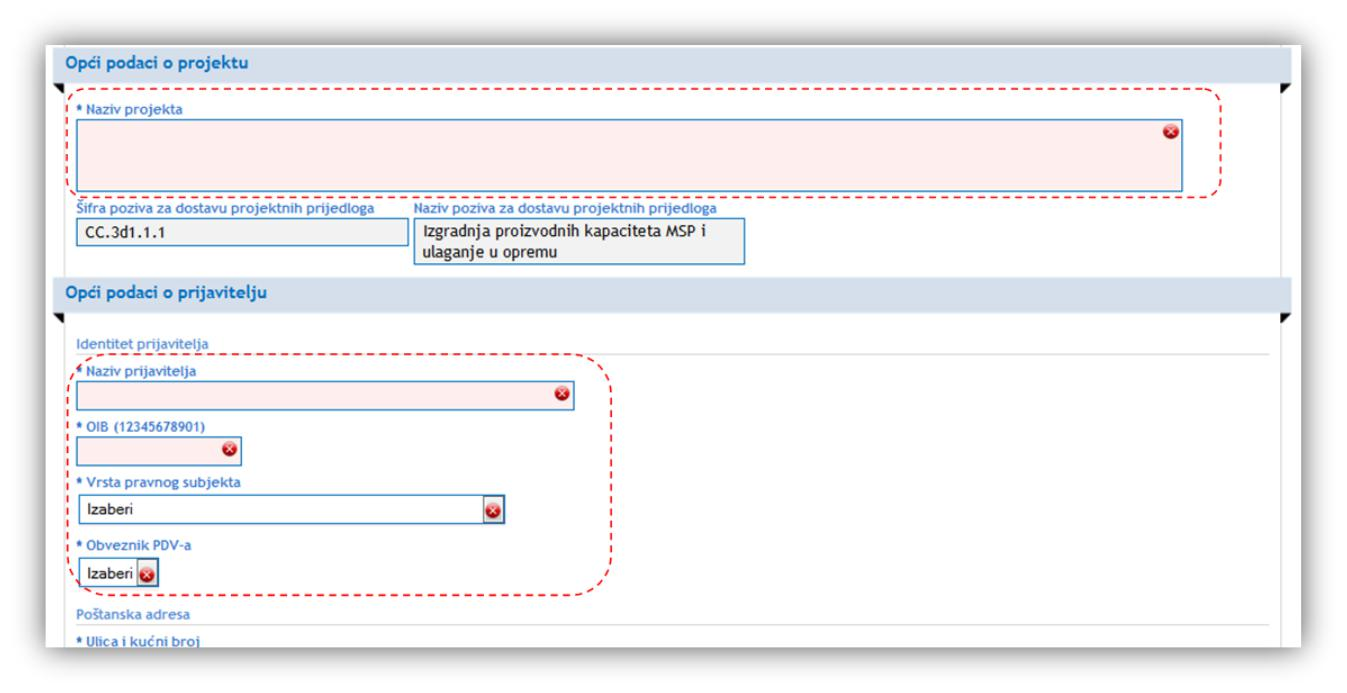 Opći podaci o projektu
* Naziv projekta
Šifra poziva za dostavu projektnih prijedloga
Naziv poziva za dostavu projektnih prijedloga
CC.3d1.1.1
Izgradnja proizvodnih kapaciteta MSP i
ulaganje u opremu
Opći podaci o prijavitelju
Identitet prijavitelja
* Naziv prijavitelja
* OIB (12345678901)
* Vrsta pravnog subjekta
Izaberi
* Obveznik PDV-a
Izaberi
Poštanska adresa
* Ulica i kućni broj